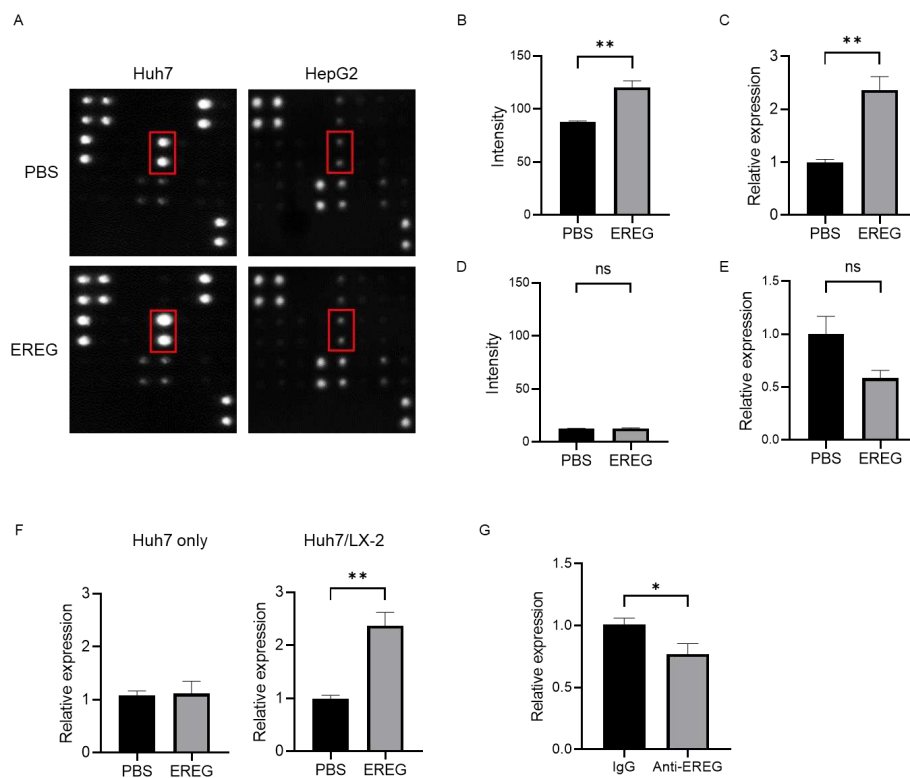 A
Huh7
HepG2
PBS
EREG
B
**
Intensity
150
100
50
0
PBS
EREG
C
**
Relative expression
3
2
1
0
PBS
EREG
D
ns
Intensity
150
100
50
0
PBS
EREG
E
ns
Relative expression
1.5
1.0
0.5
0.0
PBS
EREG
F
Huh7 only
Relative expression
3
2
1
0
PBS
EREG
Huh7/LX-2
**
Relative expression
3
2
1
0
PBS
EREG
G
*
Relative expression
1.5
1.0
0.5
0.0
IgG
Anti-EREG